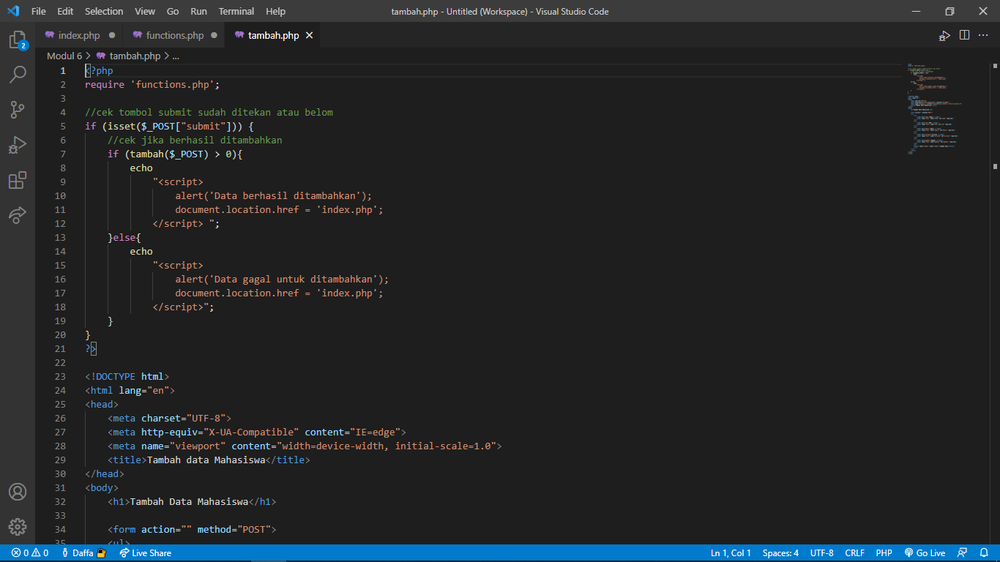 File Edit Selection View Go Run Terminal Help tambah.php - Untitled (Workspace) - Visual Studio Code
index.php functions.php tambah.php
Modul 6 > tambah.php > ...
1 <?php
2 require 'functions.php';
3
4 //cek tombol submit sudah ditekan atau belom
5 if (isset($_POST["submit"])) {
6 //cek jika berhasil ditambahkan
7 if (tambah($_POST) > 0){
8 echo
9 "<script>
10 alert('Data berhasil ditambahkan');
11 document.location.href = 'index.php';
12 </script> ";
13 }else{
14 echo
15 "<script>
16 alert('Data gagal untuk ditambahkan');
17 document.location.href = 'index.php';
18 </script>";
19 }
20 }
21 ?>
22
23 <!DOCTYPE html>
24 <html lang="en">
25 <head>
26 <meta charset="UTF-8">
27 <meta http-equiv="X-UA-Compatible" content="IE=edge">
28 <meta name="viewport" content="width=device-width, initial-scale=1.0">
29 <title>Tambah data Mahasiswa</title>
30 </head>
31 <body>
32 <h1>Tambah Data Mahasiswa</h1>
33
34 <form action="" method="POST">
35 <ul>
2
0 0 Daffa Live Share Ln 1, Col 1 Spaces: 4 UTF-8 CRLF PHP Go Live